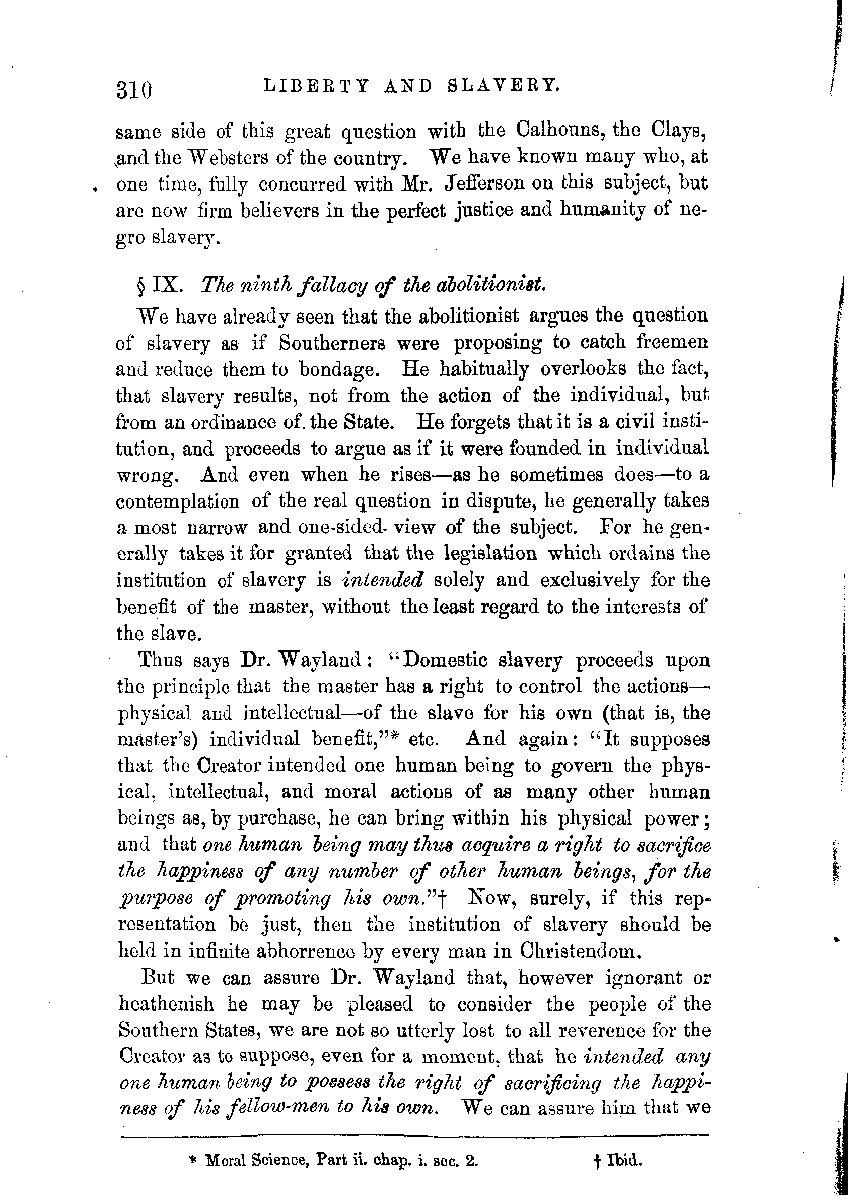 310 LIBERTY AND SLAVERY.
same side of this great question with the Calhouns, the Clays,
and the Websters of the country. We have known many who, at
one time, fully concurred with Mr. Jefferson on this subject, but
are now firm believers in the perfect justice and humanity of ne-
gro slavery.
§ IX. The ninth fallacy of the abolitionist.
We have already seen that the abolitionist argues the question
of slavery as if Southerners were proposing to catch freemen
and reduce them to bondage. He habitually overlooks the fact,
that slavery results, not from the action of the individual, but
from an ordinance of the State. He forgets that it is a civil insti-
tution, and proceeds to argue as if it were founded in individual
wrong. And even when he rises—as he sometimes does—to a
contemplation of the real question in dispute, he generally takes
a most narrow and one-sided view of the subject. For he gen-
erally takes it for granted that the legislation which ordains the
institution of slavery is intended solely and exclusively for the
benefit of the master, without the least regard to the interests of
the slave.
Thus says Dr. Wayland: "Domestic slavery proceeds upon
the principle that the master has a right to control the actions—
physical and intellectual—of the slave for his own (that is, the
master's) individual benefit,"* etc. And again: "It supposes
that the Creator intended one human being to govern the phys-
ical, intellectual, and moral actions of as many other human
beings as, by purchase, he can bring within his physical power;
and that one human being may thus acquire a right to sacrifice
the happiness of any number of other human beings, for the
purpose of promoting his own."† Now, surely, if this rep-
resentation be just, then the institution of slavery should be
held in infinite abhorrence by every man in Christendom.
But we can assure Dr. Wayland that, however ignorant or
heathenish he may be pleased to consider the people of the
Southern States, we are not so utterly lost to all reverence for the
Creator as to suppose, even for a moment, that he intended any
one human being to possess the right of sacrificing the happi-
ness of his fellow-men to his own. We can assure him that we
* Moral Science, Part ii. chap. i. sec. 2. † Ibid.